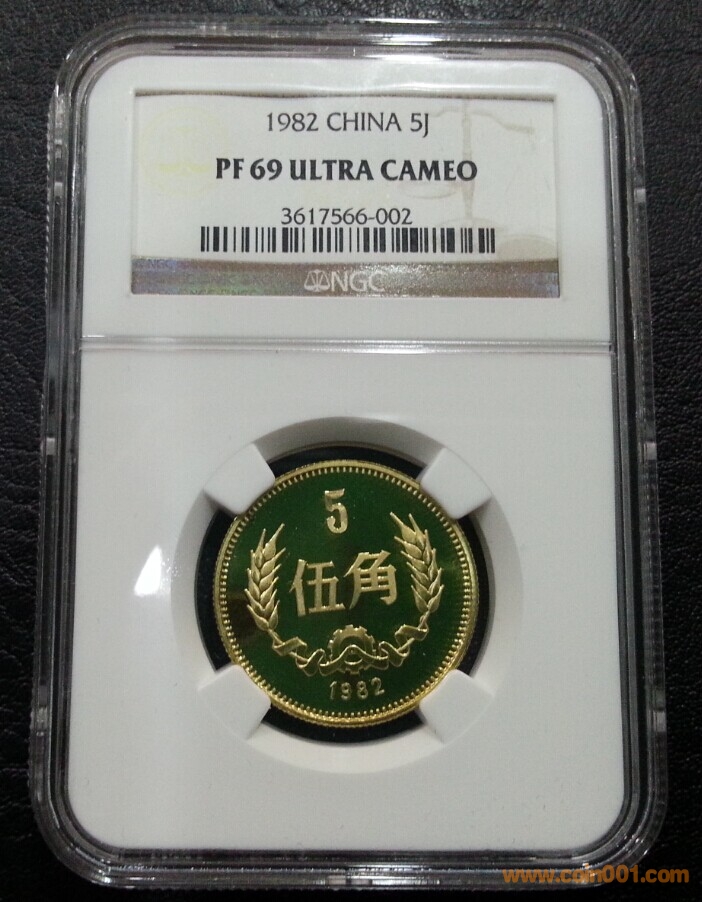 1982 CHINA 5J
PF 69 ULTRA CAMEO
3617566-002
NGC
5
伍角
1982
www.coin001.com